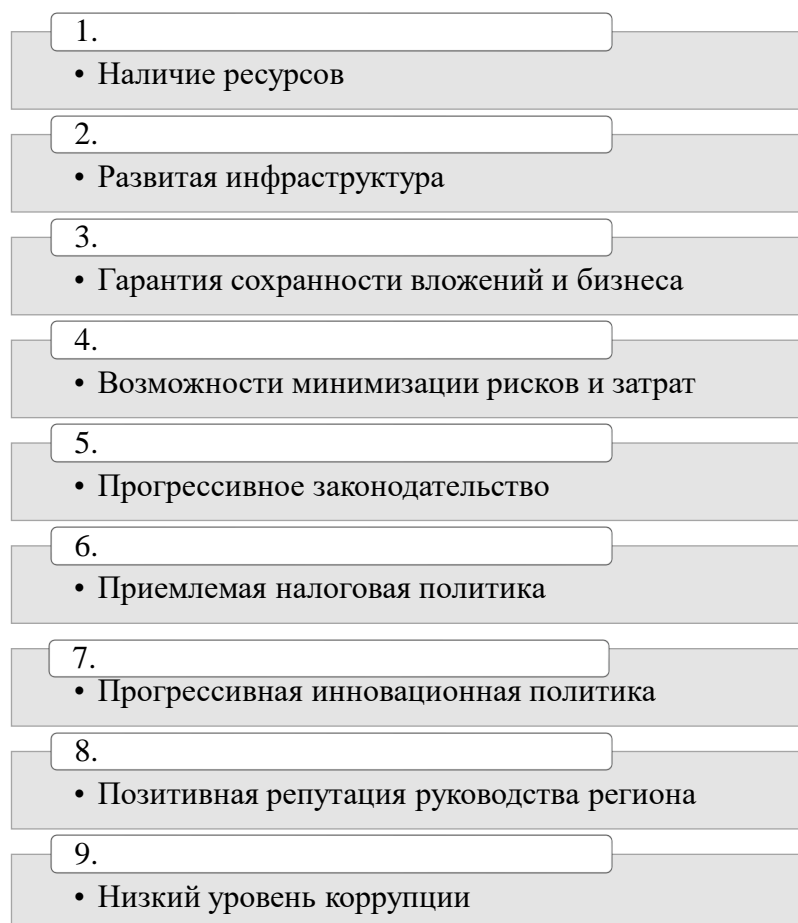 1.
• Наличие ресурсов
2.
• Развитая инфраструктура
3.
• Гарантия сохранности вложений и бизнеса
4.
• Возможности минимизации рисков и затрат
5.
• Прогрессивное законодательство
6.
• Приемлемая налоговая политика
7.
• Прогрессивная инновационная политика
8.
• Позитивная репутация руководства региона
9.
• Низкий уровень коррупции